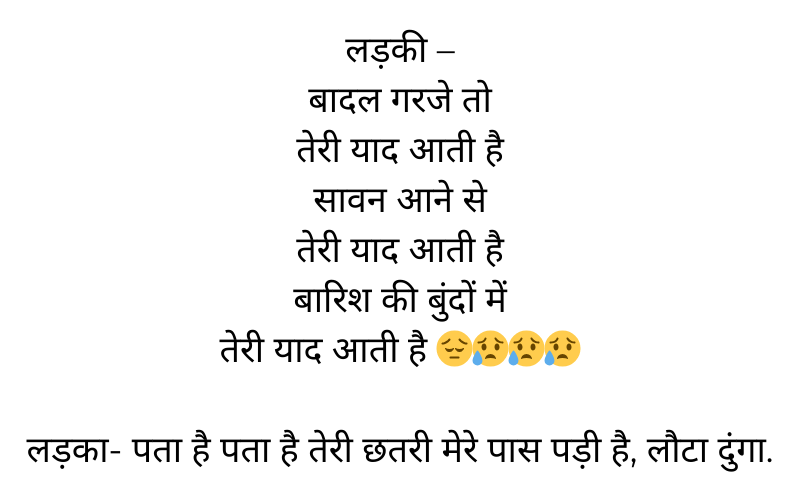 लड़की –
बादल गरजे तो
तेरी याद आती है
सावन आने से
तेरी याद आती है
बारिश की बुंदों में
तेरी याद आती है 😔😥😥😥
लड़का- पता है पता है तेरी छतरी मेरे पास पड़ी है, लौटा दुंगा.